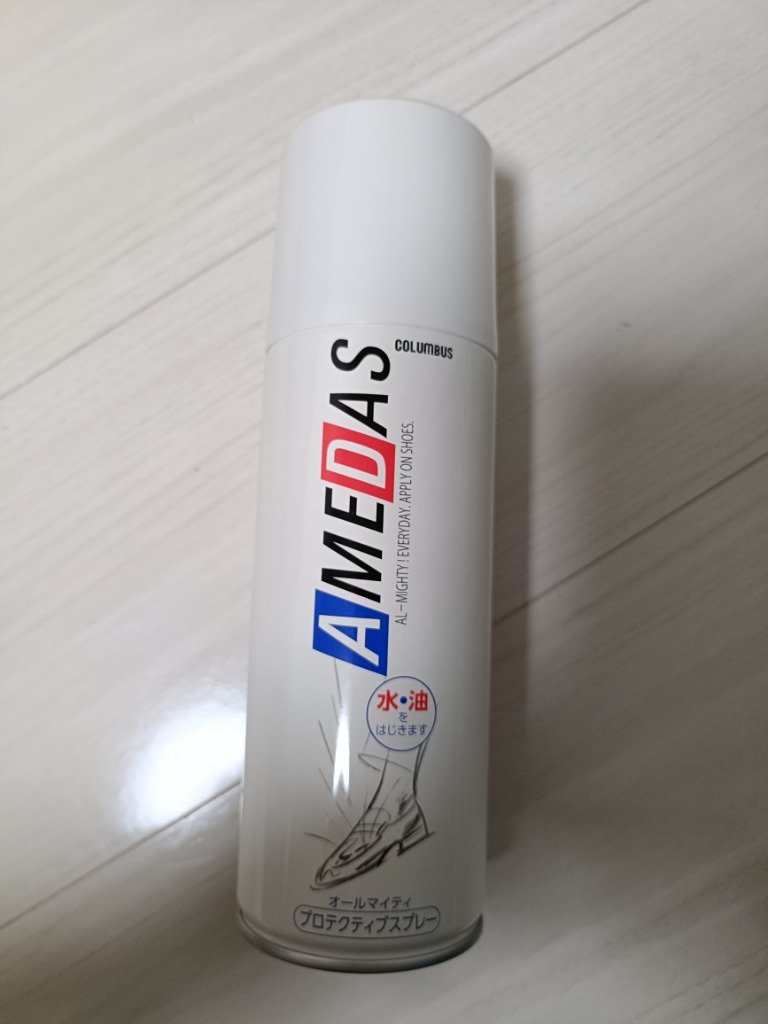 COLUMBUS
AMEDAS
AL－MIGHTY! EVERYDAY. APPLY ON SHOES.
水・油
を
はじきます
オールマイティ
プロテクティブスプレー